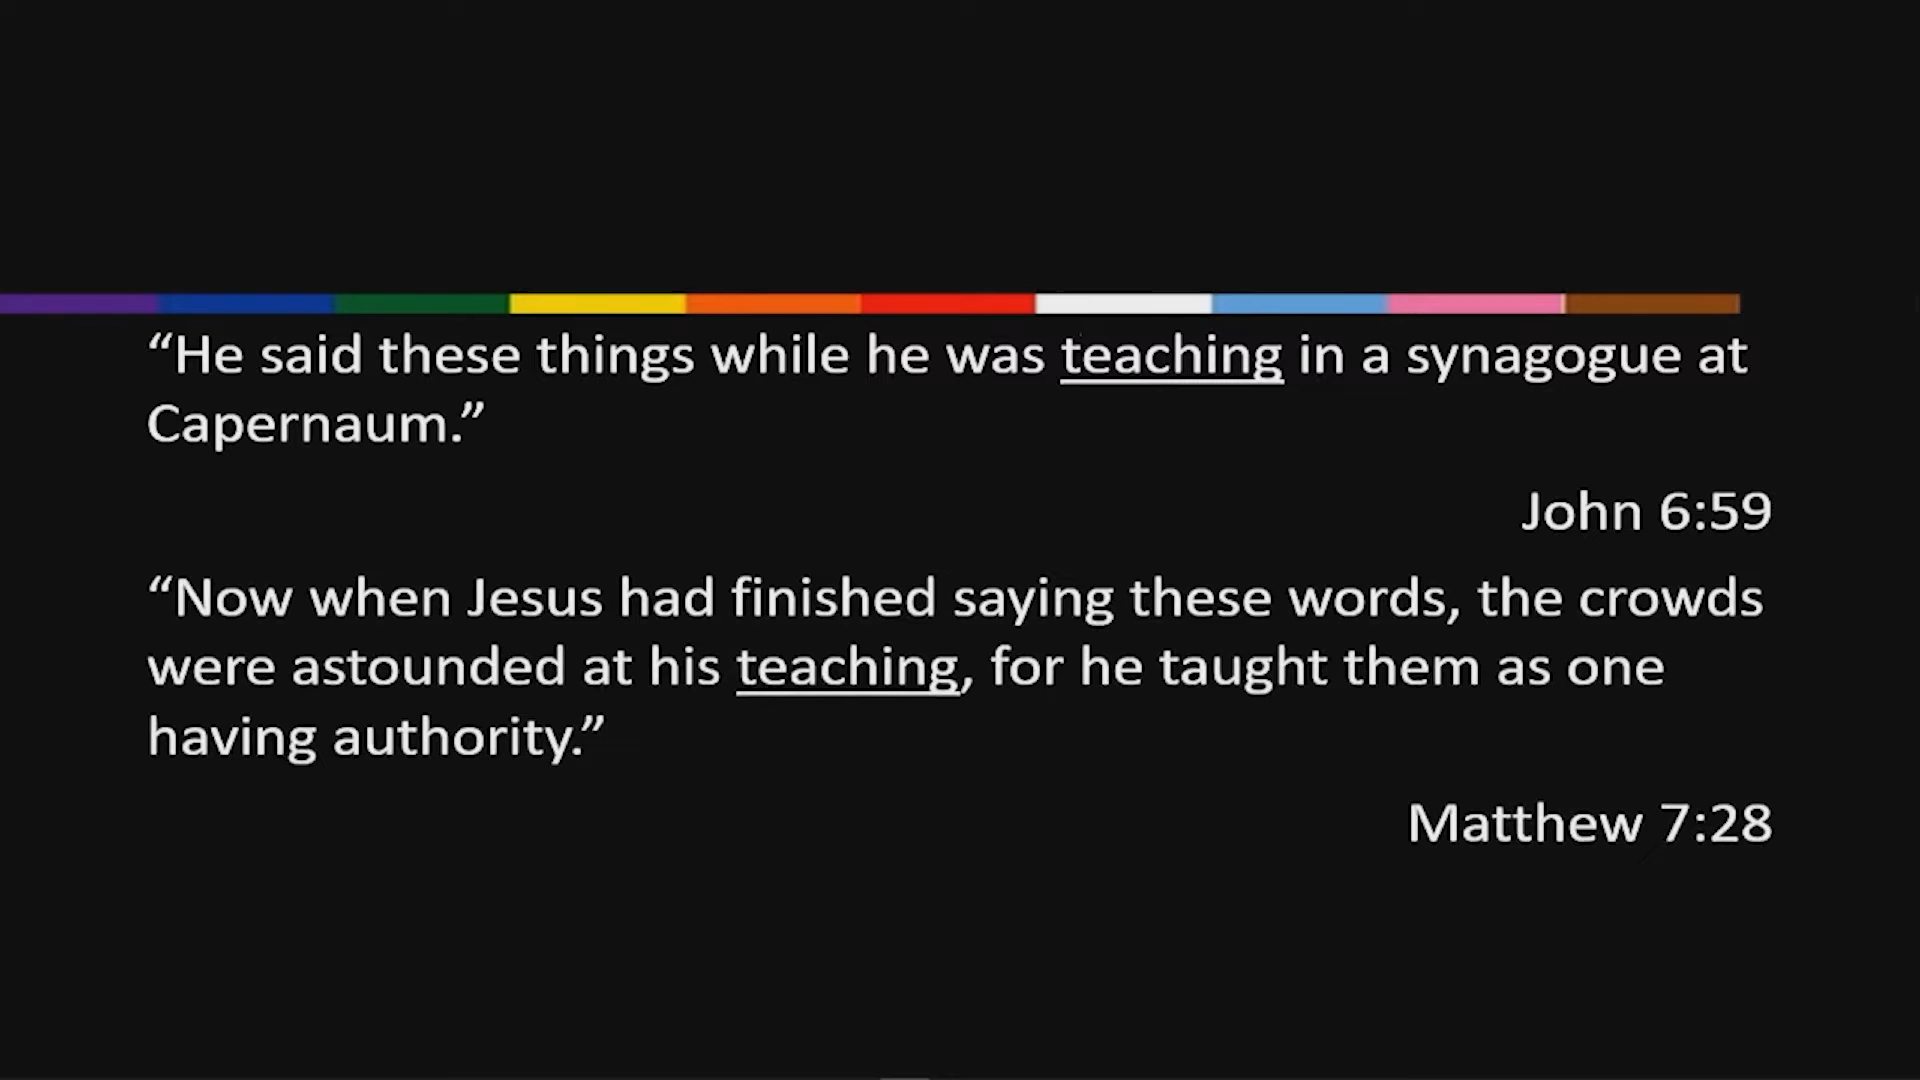 “He said these things while he was teaching in a synagogue at
Capernaum.”
John 6:59
“Now when Jesus had finished saying these words, the crowds
were astounded at his teaching, for he taught them as one
having authority.”
Matthew 7:28